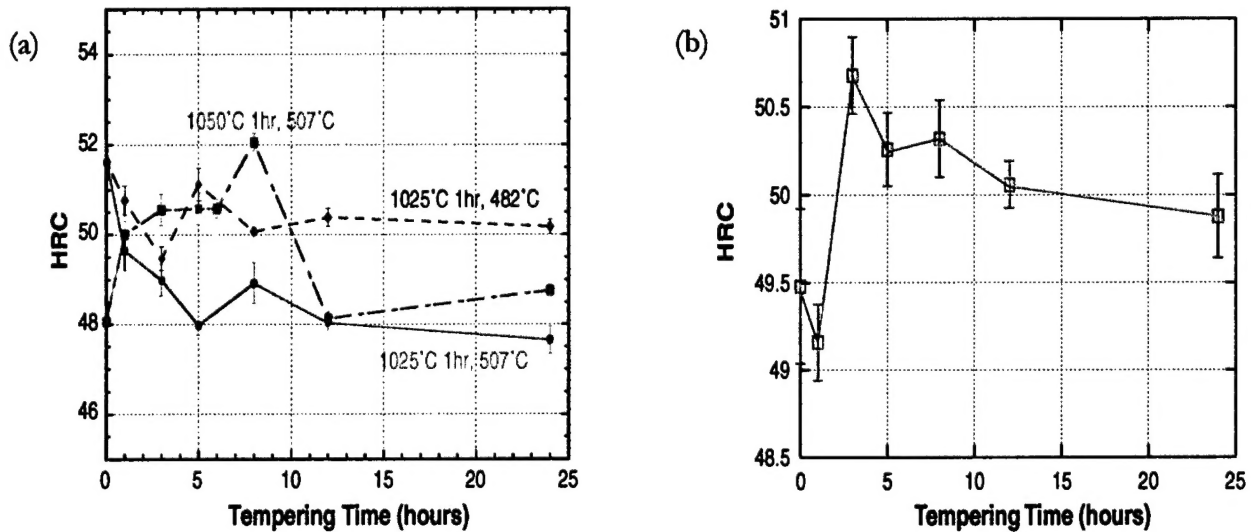 (a)
54
52
50
48
46
HRC
1050°C 1hr, 507°C
1025°C 1hr, 482°C
1025°C 1hr, 507°C
0 5 10 15 20 25
Tempering Time (hours)
(b)
51
50.5
50
49.5
49
48.5
HRC
0 5 10 15 20 25
Tempering Time (hours)